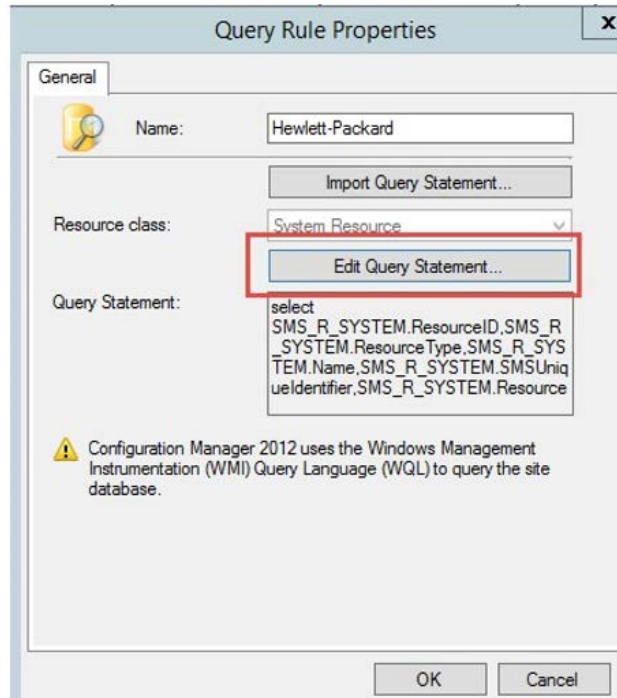 Query Rule Properties
x
General
Name:
Hewlett-Packard
Import Query Statement...
Resource class:
System Resource
Edit Query Statement...
Query Statement:
select
SMS_R_SYSTEM.ResourceID,SMS_R
_SYSTEM.ResourceType,SMS_R_SYS
TEM.Name,SMS_R_SYSTEM.SMSUniq
ueIdentifier,SMS_R_SYSTEM.Resource
Configuration Manager 2012 uses the Windows Management
Instrumentation (WMI) Query Language (WQL) to query the site
database.
OK
Cancel